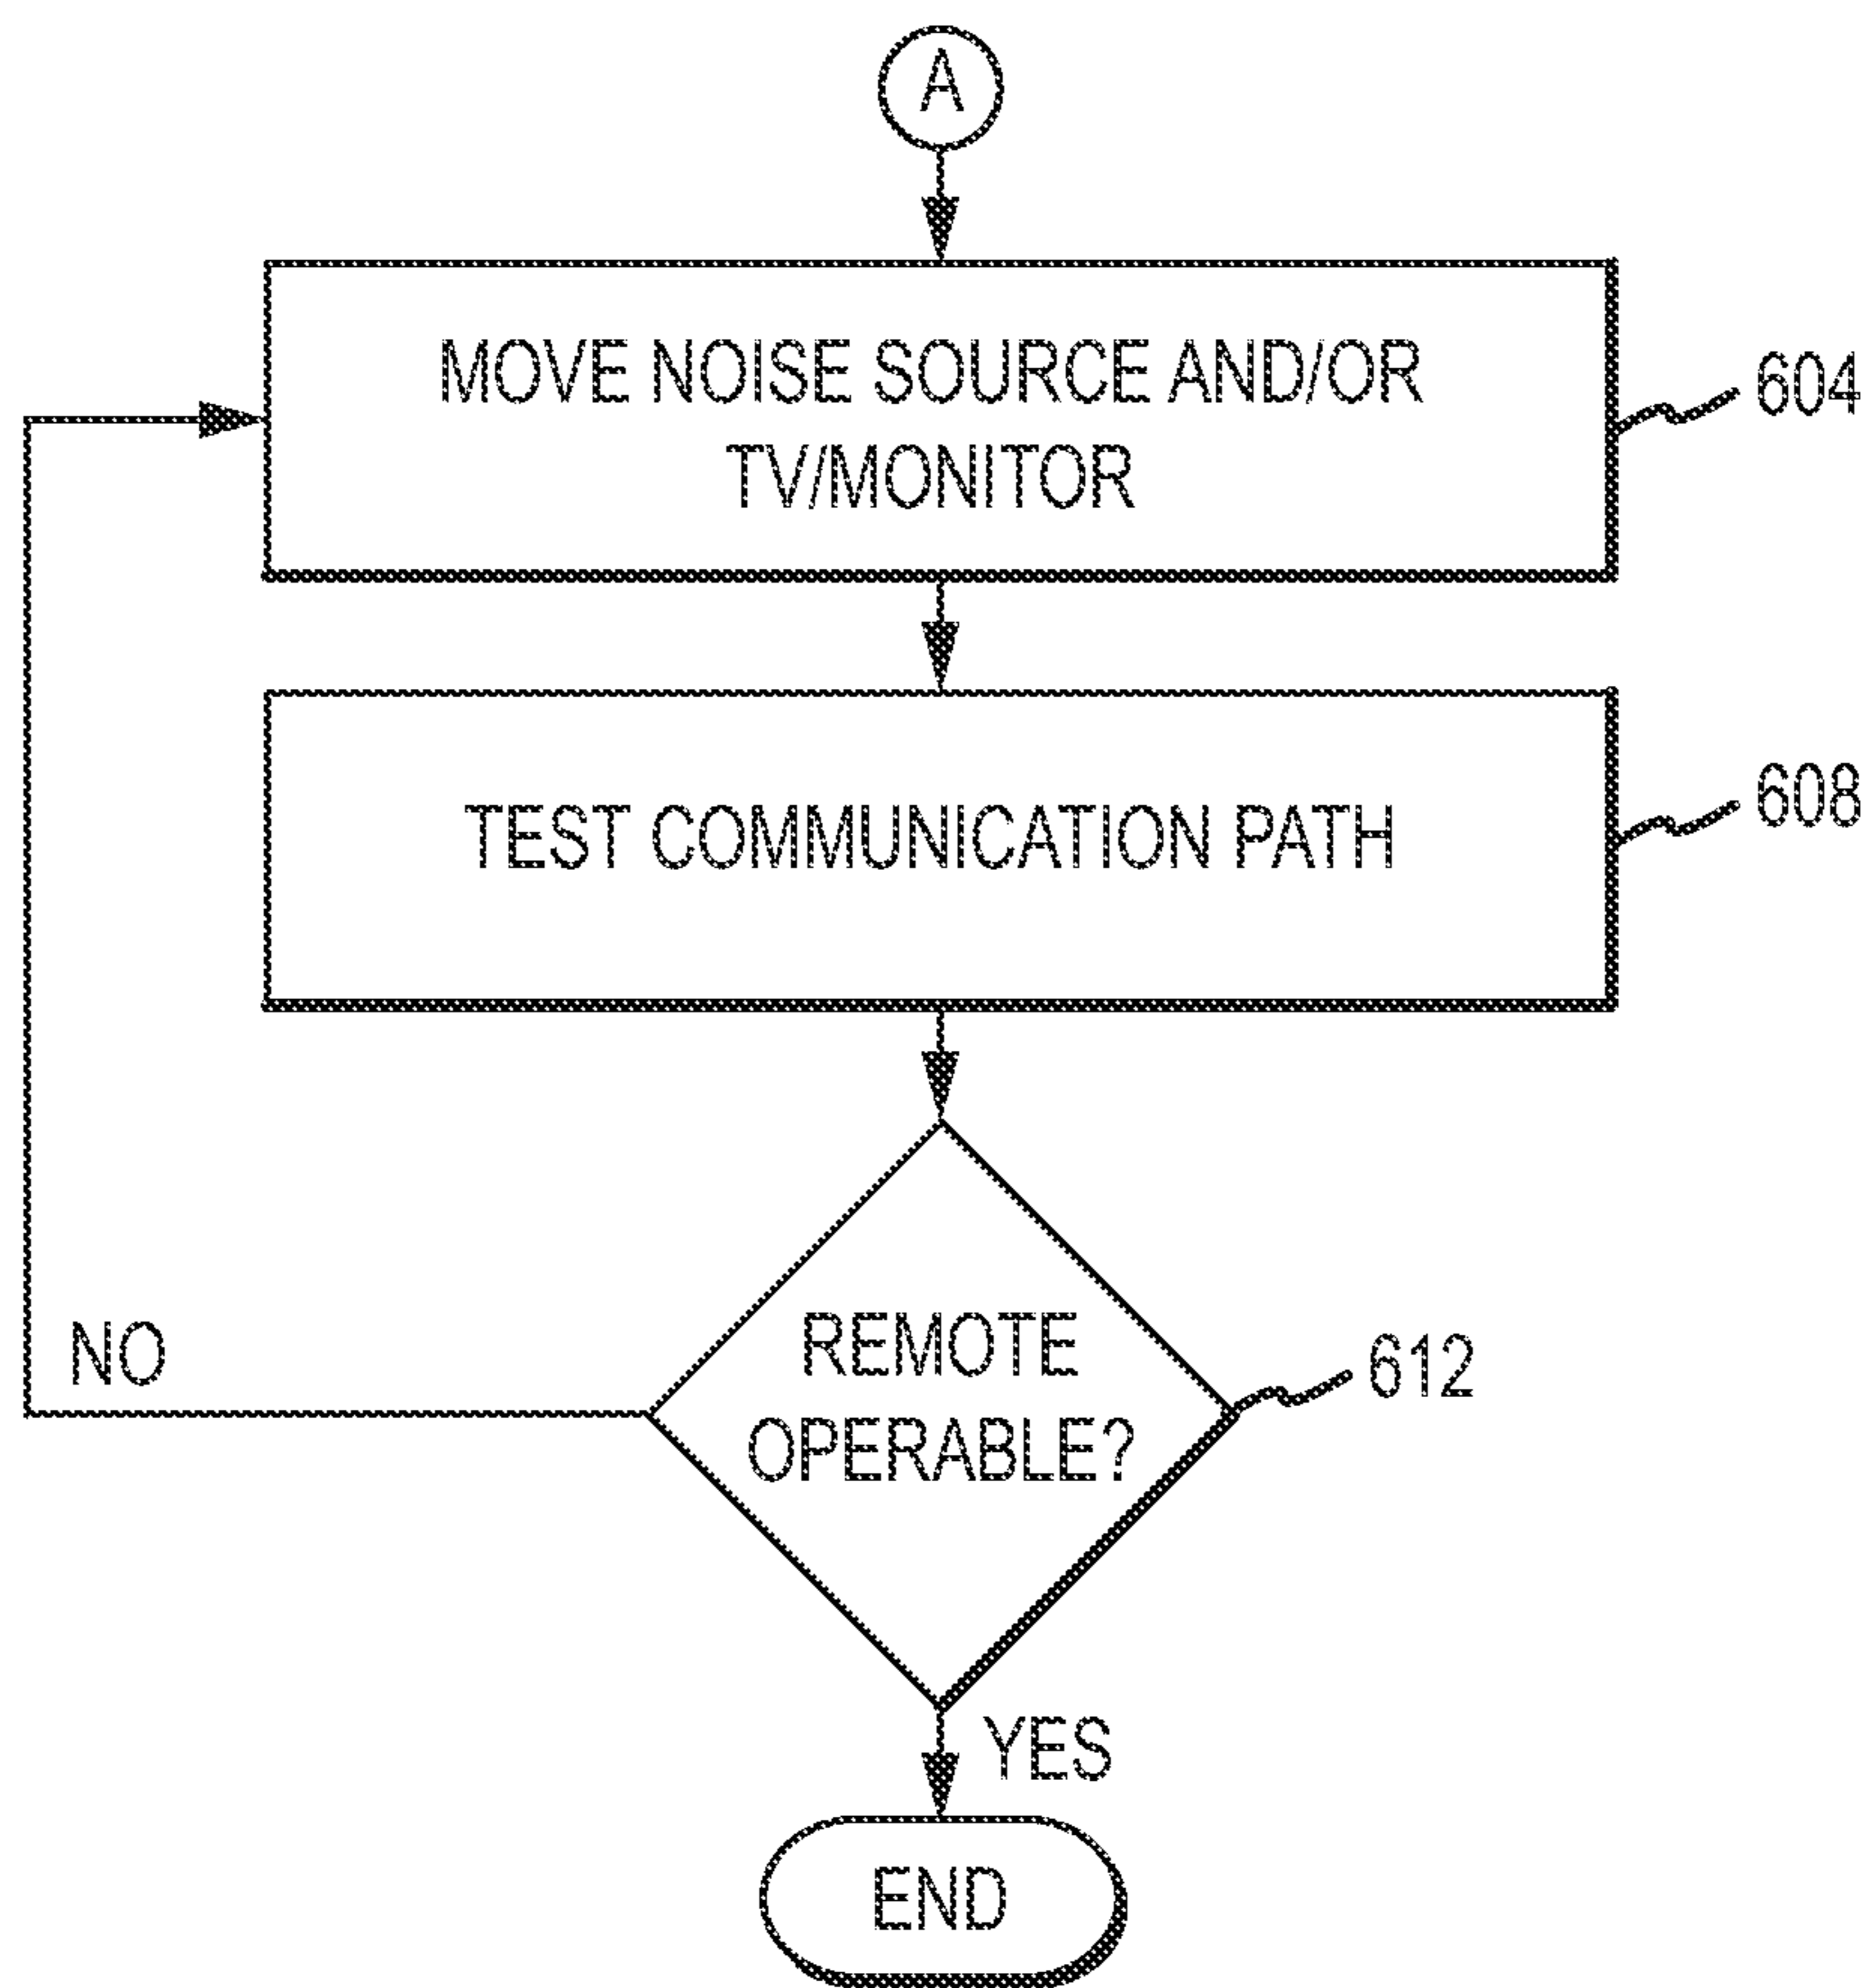 A
MOVE NOISE SOURCE AND/OR
TV/MONITOR
604
TEST COMMUNICATION PATH
608
REMOTE
OPERABLE?
612
NO
YES
END